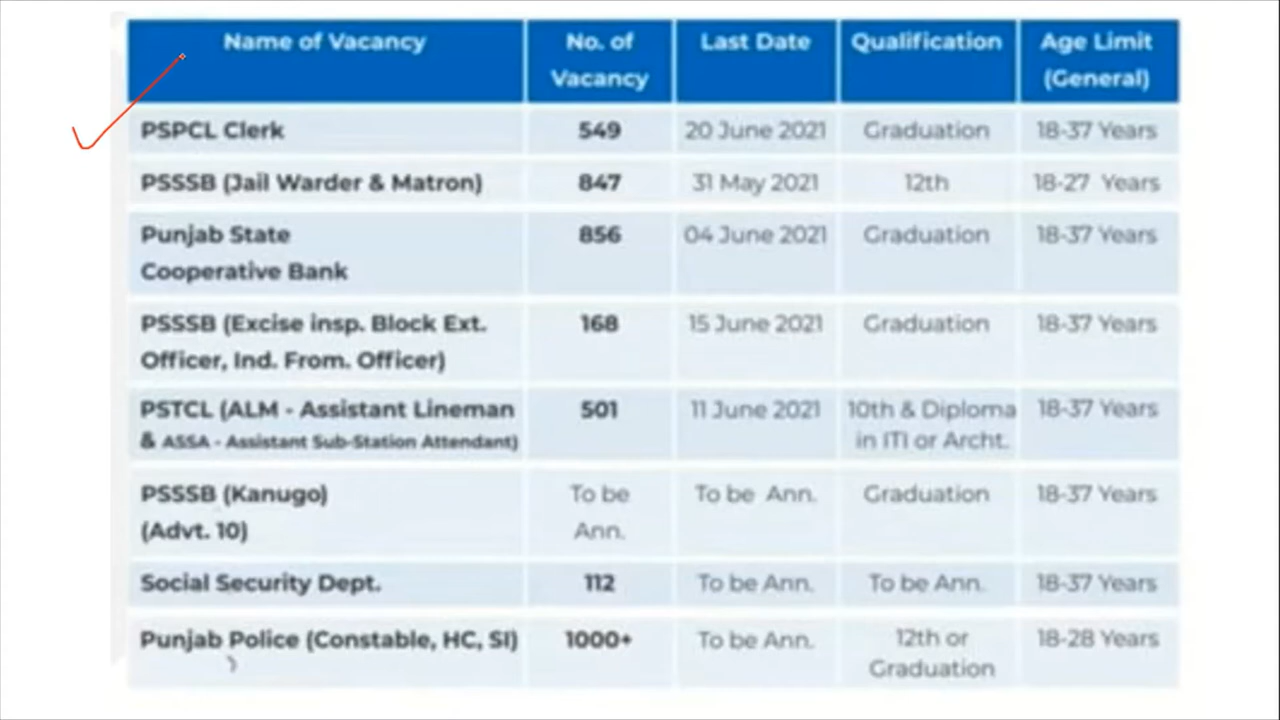 Name of Vacancy No. of Vacancy Last Date Qualification Age Limit (General)
PSPCL Clerk 549 20 June 2021 Graduation 18-37 Years
PSSSB (Jail Warder & Matron) 847 31 May 2021 12th 18-27 Years
Punjab State Cooperative Bank 856 04 June 2021 Graduation 18-37 Years
PSSSB (Excise insp. Block Ext. Officer, Ind. From. Officer) 168 15 June 2021 Graduation 18-37 Years
PSTCL (ALM - Assistant Lineman & ASSA - Assistant Sub-Station Attendant) 501 11 June 2021 10th & Diploma in ITI or Archt. 18-37 Years
PSSSB (Kanugo) (Advt. 10) To be Ann. To be Ann. Graduation 18-37 Years
Social Security Dept. 112 To be Ann. To be Ann. 18-37 Years
Punjab Police (Constable, HC, SI) 1000+ To be Ann. 12th or Graduation 18-28 Years